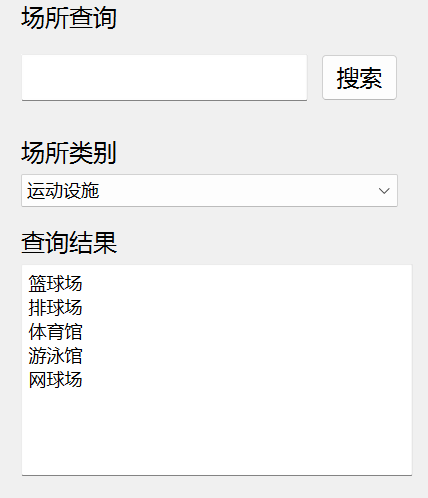 场所查询
搜索
场所类别
运动设施
查询结果
篮球场
排球场
体育馆
游泳馆
网球场